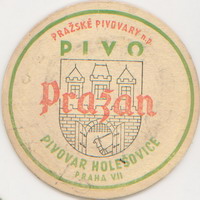 PRAŽSKÉ PIVOVARY n.p.
PIVO
Pražan
PIVOVAR HOLEŠOVICE
PRAHA VII